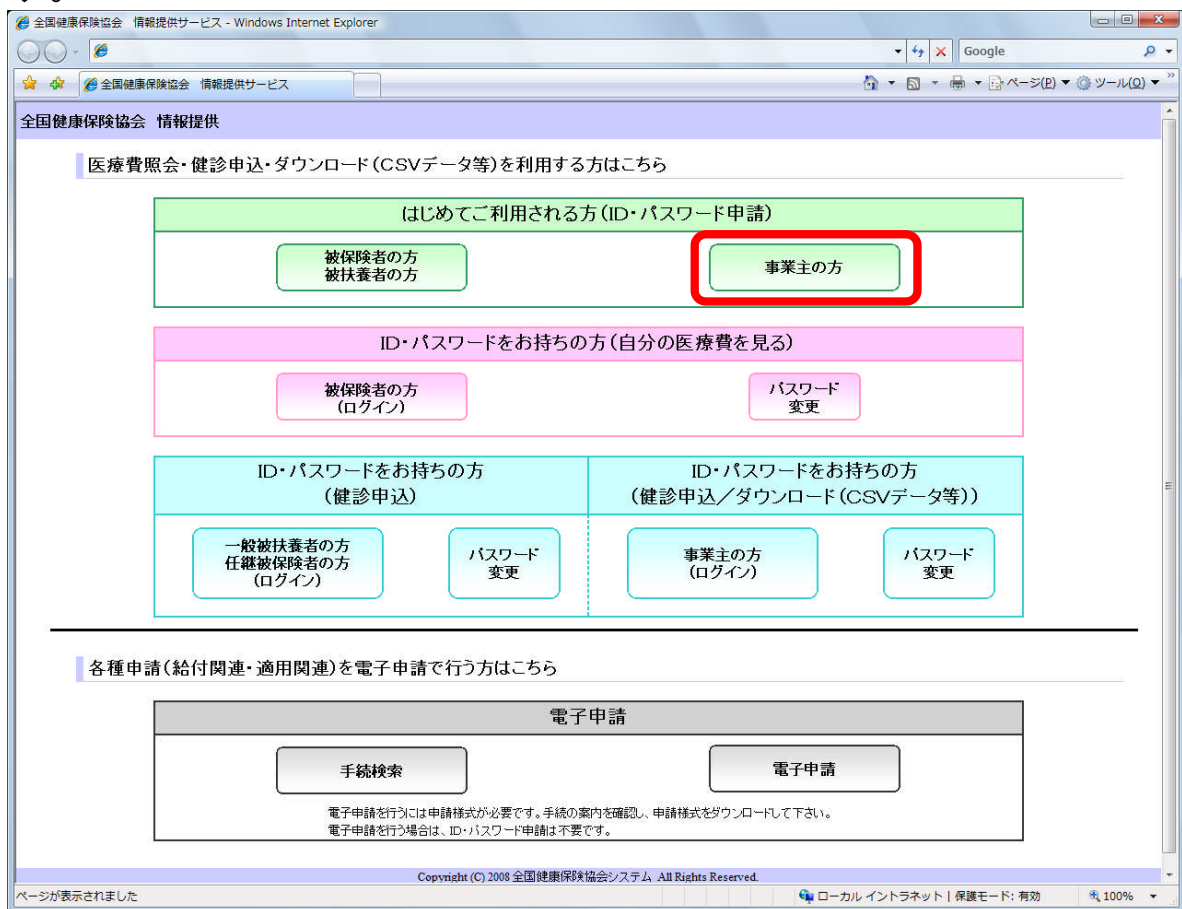 全国健康保険協会 情報提供サービス - Windows Internet Explorer
Google
全国健康保険協会 情報提供サービス
ページ(P)
ツール(O)
全国健康保険協会 情報提供
医療費照会・健診申込・ダウンロード(CSVデータ等)を利用する方はこちら
はじめてご利用される方(ID・パスワード申請)
被保険者の方
被扶養者の方
事業主の方
ID・パスワードをお持ちの方(自分の医療費を見る)
被保険者の方
(ログイン)
パスワード
変更
ID・パスワードをお持ちの方
(健診申込)
ID・パスワードをお持ちの方
(健診申込/ダウンロード(CSVデータ等))
一般被扶養者の方
任継被保険者の方
(ログイン)
パスワード
変更
事業主の方
(ログイン)
パスワード
変更
各種申請(給付関連・適用関連)を電子申請で行う方はこちら
電子申請
手続検索
電子申請
電子申請を行うには申請様式が必要です。手続の案内を確認し、申請様式をダウンロードして下さい。
電子申請を行う場合は、ID・パスワード申請は不要です。
Copyright (C) 2008 全国健康保険協会システム All Rights Reserved.
ページが表示されました
ローカル イントラネット | 保護モード: 有効
100%